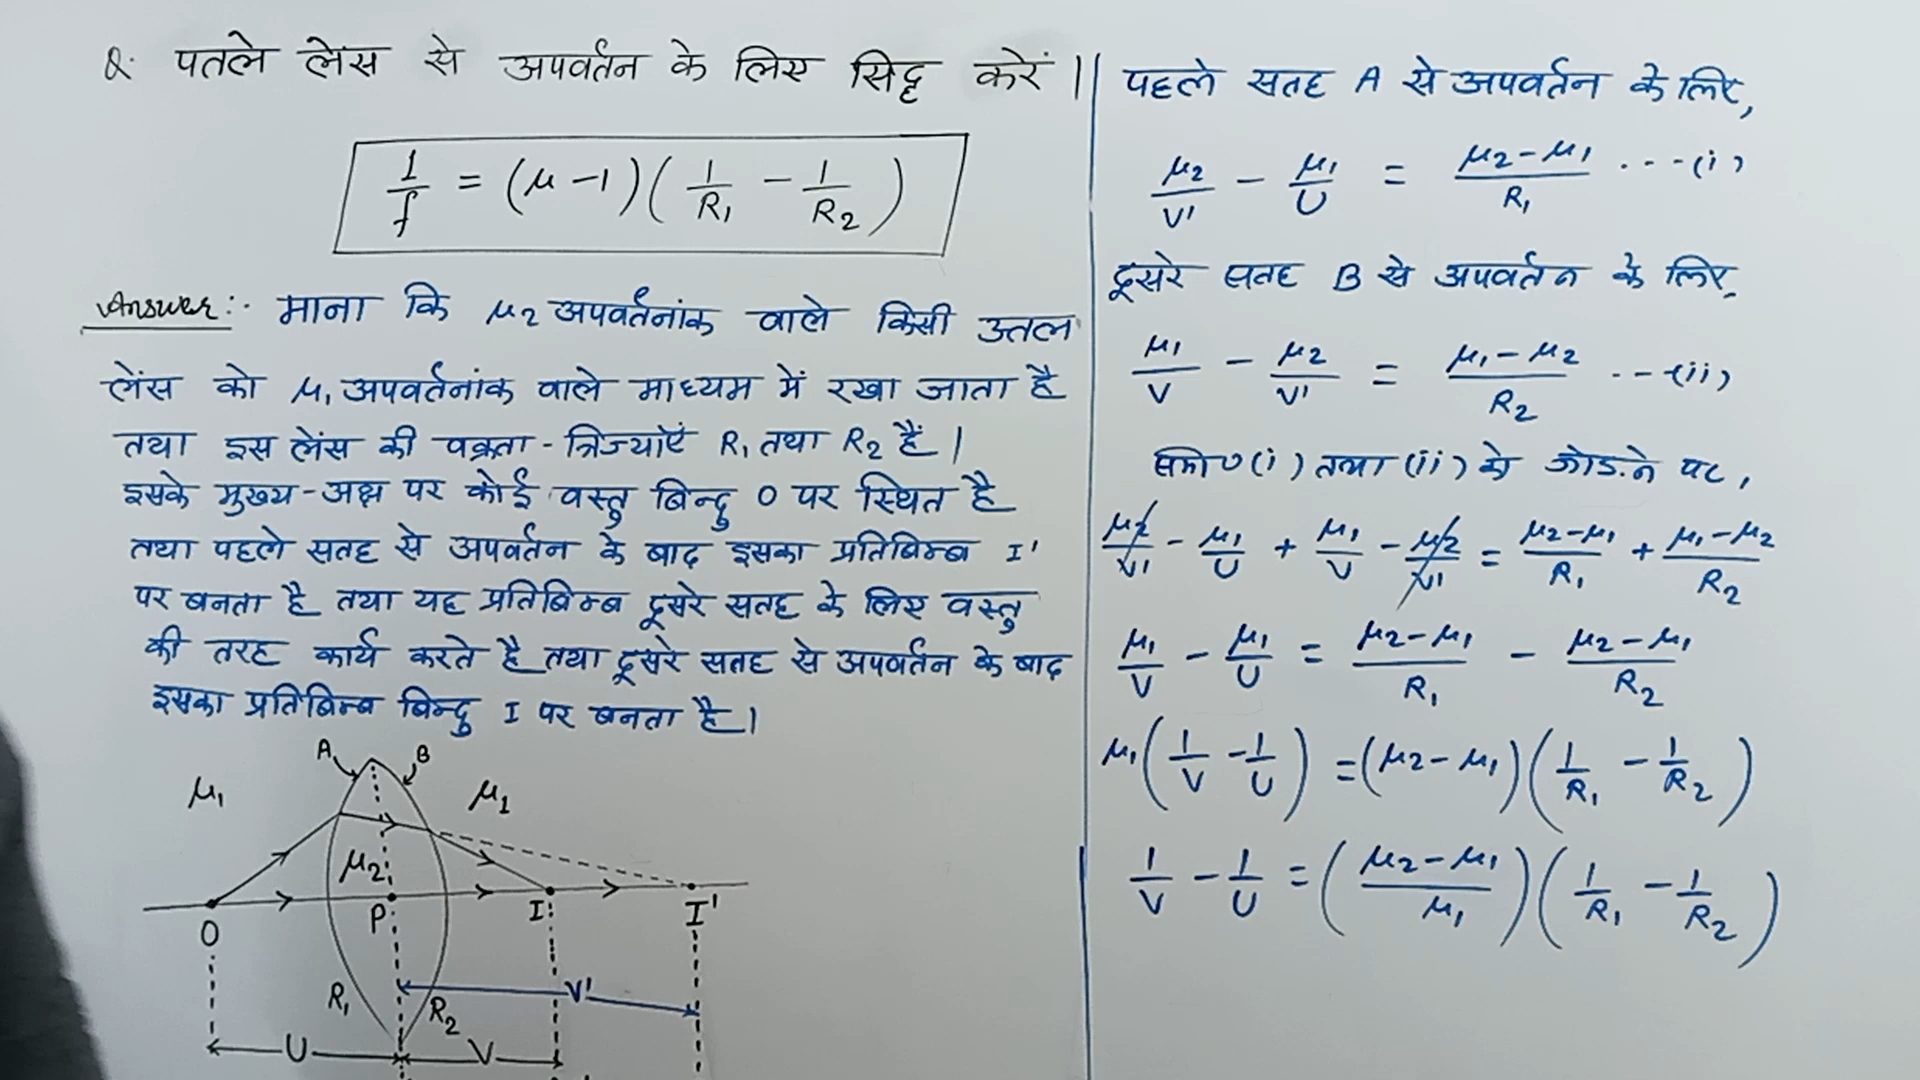 Q. पतले लेंस से अपवर्तन के लिए सिद्ध करें।
1/f = (μ-1)(1/R₁ - 1/R₂)
Answer:- माना कि μ₂ अपवर्तनांक वाले किसी उत्तल
लेंस को μ₁ अपवर्तनांक वाले माध्यम में रखा जाता है
तथा इस लेंस की वक्रता-त्रिज्याएँ R₁ तथा R₂ हैं।
इसके मुख्य-अक्ष पर कोई वस्तु बिन्दु O पर स्थित है
तथा पहले सतह से अपवर्तन के बाद इसका प्रतिबिम्ब I'
पर बनता है तथा यह प्रतिबिम्ब दूसरे सतह के लिए वस्तु
की तरह कार्य करते है तथा दूसरे सतह से अपवर्तन के बाद
इसका प्रतिबिम्ब बिन्दु I पर बनता है।
A B
μ₁ μ₁
μ₂
O P I I'
R₁ R₂
V'
U V
पहले सतह A से अपवर्तन के लिए,
μ₂/V' - μ₁/U = (μ₂-μ₁)/R₁ ---(i)
दूसरे सतह B से अपवर्तन के लिए,
μ₁/V - μ₂/V' = (μ₁-μ₂)/R₂ ---(ii)
समी०(i) तथा (ii) को जोड़ने पर,
μ₂/V' - μ₁/U + μ₁/V - μ₂/V' = (μ₂-μ₁)/R₁ + (μ₁-μ₂)/R₂
μ₁/V - μ₁/U = (μ₂-μ₁)/R₁ - (μ₂-μ₁)/R₂
μ₁(1/V - 1/U) = (μ₂-μ₁)(1/R₁ - 1/R₂)
1/V - 1/U = ((μ₂-μ₁)/μ₁)(1/R₁ - 1/R₂)